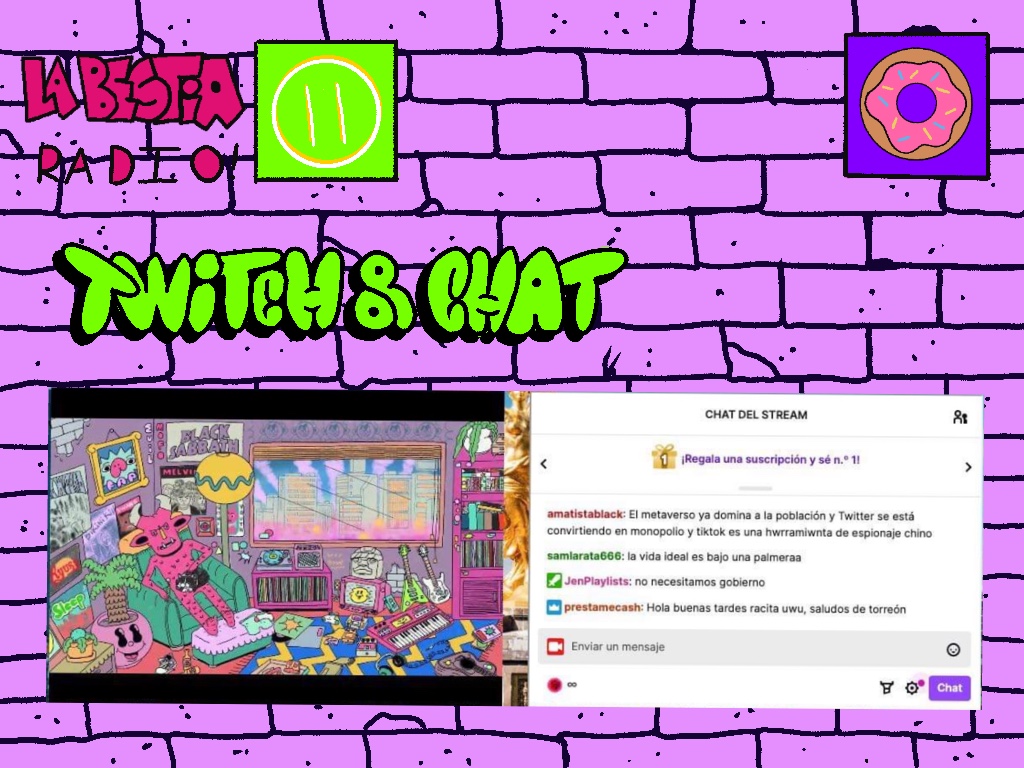 LA BESTIA
RADIO
TWITCH & CHAT
BLACK
SABBATH
MELVI
Sleep
CHAT DEL STREAM
1
¡Regala una suscripción y sé n.º 1!
amatistablack: El metaverso ya domina a la población y Twitter se está
convirtiendo en monopolio y tiktok es una hwrramiwnta de espionaje chino
samlarata666: la vida ideal es bajo una palmeraa
JenPlaylists: no necesitamos gobierno
prestamecash: Hola buenas tardes racita uwu, saludos de torreón
Enviar un mensaje
∞
Chat